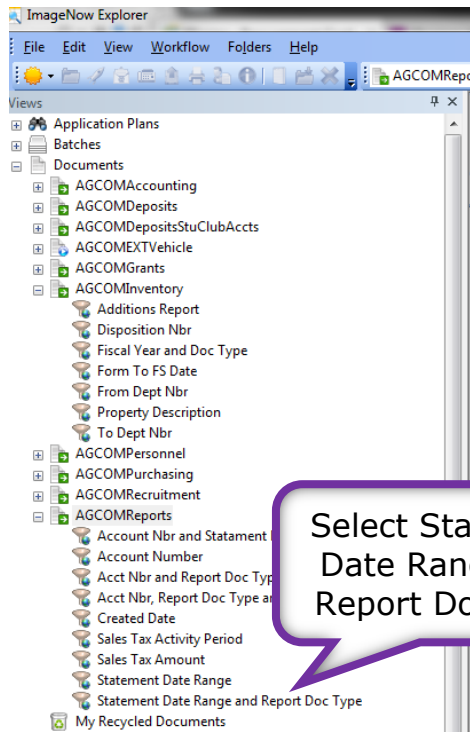 ImageNow Explorer
File Edit View Workflow Folders Help
AGCOMRepo
Views
Application Plans
Batches
Documents
AGCOMAccounting
AGCOMDeposits
AGCOMDepositsStuClubAccts
AGCOMEXTVehicle
AGCOMGrants
AGCOMInventory
Additions Report
Disposition Nbr
Fiscal Year and Doc Type
Form To FS Date
From Dept Nbr
Property Description
To Dept Nbr
AGCOMPersonnel
AGCOMPurchasing
AGCOMRecruitment
AGCOMReports
Account Nbr and Statament
Account Number
Acct Nbr and Report Doc Typ
Acct Nbr, Report Doc Type a
Created Date
Sales Tax Activity Period
Sales Tax Amount
Statement Date Range
Statement Date Range and Report Doc Type
My Recycled Documents
Select Sta
Date Ran
Report Do